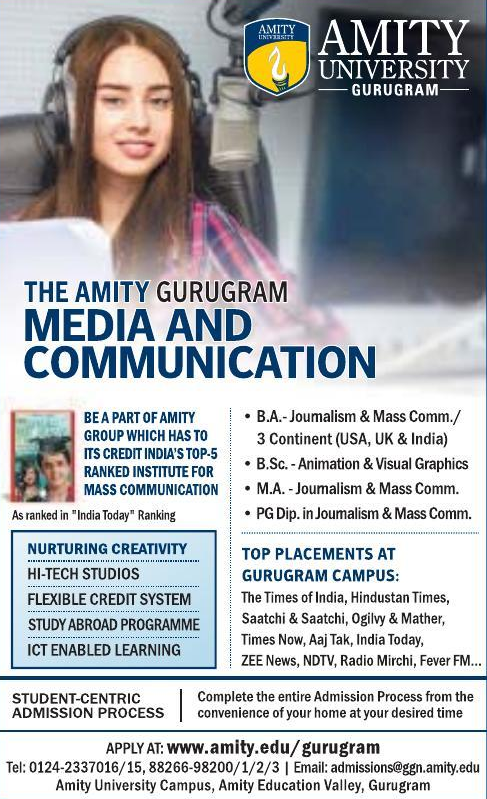 AMITY
UNIVERSITY
AMITY
UNIVERSITY
GURUGRAM
THE AMITY GURUGRAM
MEDIA AND
COMMUNICATION
BE A PART OF AMITY
GROUP WHICH HAS TO
ITS CREDIT INDIA'S TOP-5
RANKED INSTITUTE FOR
MASS COMMUNICATION
As ranked in "India Today" Ranking
NURTURING CREATIVITY
HI-TECH STUDIOS
FLEXIBLE CREDIT SYSTEM
STUDY ABROAD PROGRAMME
ICT ENABLED LEARNING
• B.A.- Journalism & Mass Comm./
3 Continent (USA, UK & India)
• B.Sc. - Animation & Visual Graphics
• M.A. - Journalism & Mass Comm.
• PG Dip. in Journalism & Mass Comm.
TOP PLACEMENTS AT
GURUGRAM CAMPUS:
The Times of India, Hindustan Times,
Saatchi & Saatchi, Ogilvy & Mather,
Times Now, Aaj Tak, India Today,
ZEE News, NDTV, Radio Mirchi, Fever FM...
STUDENT-CENTRIC
ADMISSION PROCESS
Complete the entire Admission Process from the
convenience of your home at your desired time
APPLY AT: www.amity.edu/gurugram
Tel: 0124-2337016/15, 88266-98200/1/2/3 | Email: admissions@ggn.amity.edu
Amity University Campus, Amity Education Valley, Gurugram